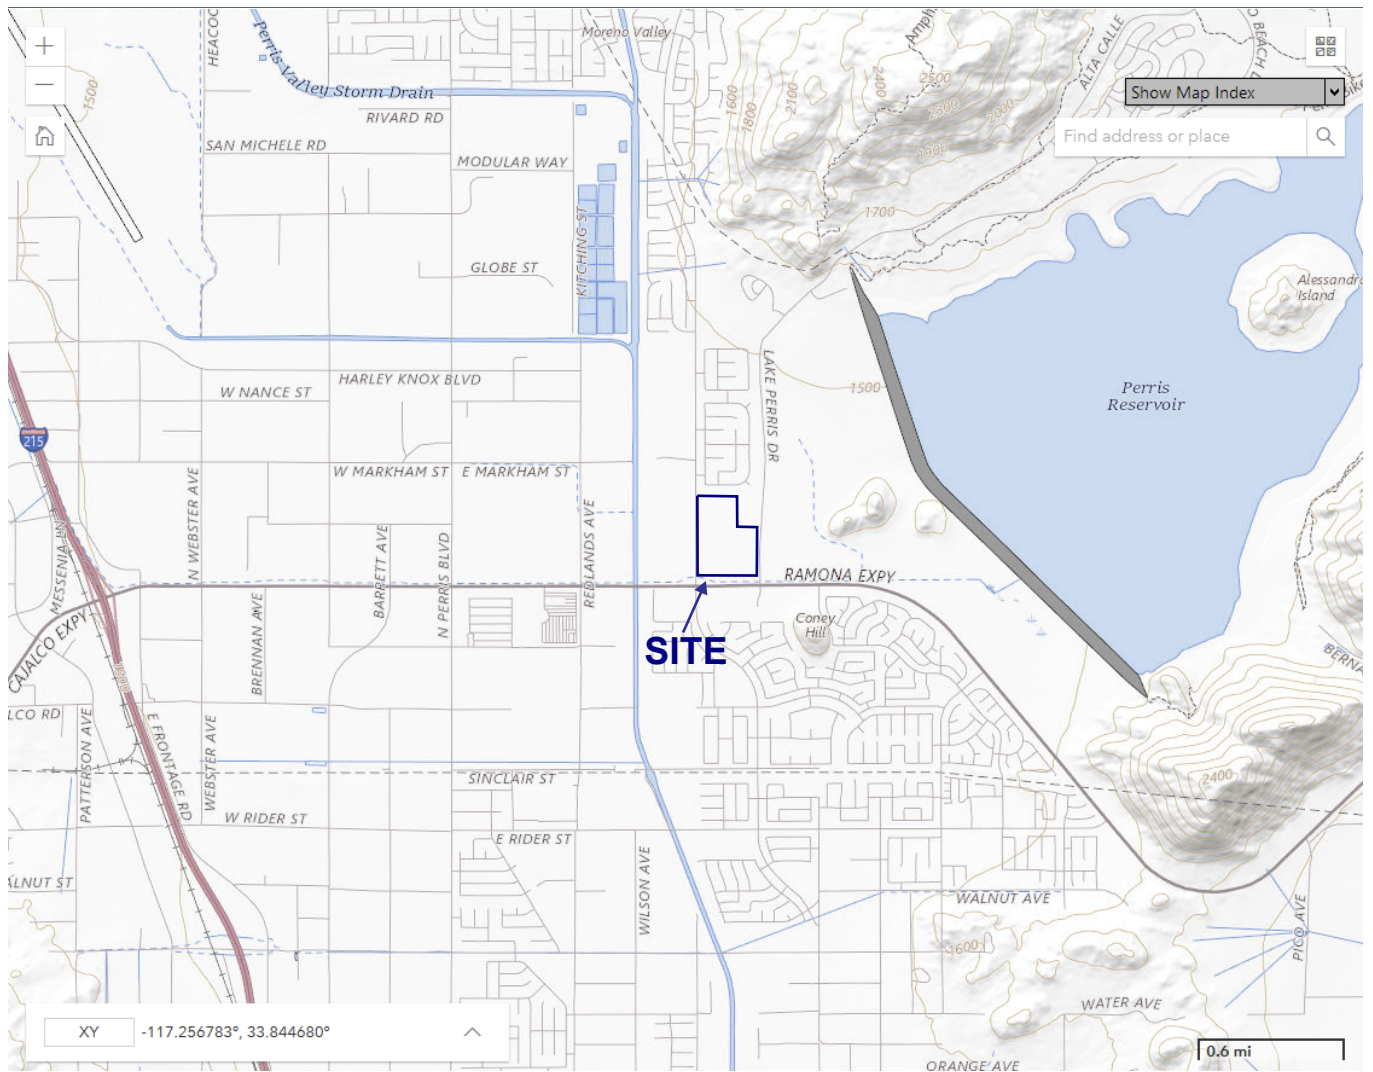 HEACOC
Perris Valley Storm Drain
Moreno Valley
Amph
ALTA CALLE
O BEACH L
+
−
1500
1600
1800
2100
2400
2500
2300
2000
1900
Show Map Index
Find address or place
RIVARD RD
SAN MICHELE RD
MODULAR WAY
1700
KITCHING ST
GLOBE ST
Alessandro
Island
HARLEY KNOX BLVD
W NANCE ST
LAKE PERRIS DR
1500
Perris
Reservoir
215
W MARKHAM ST
E MARKHAM ST
N WEBSTER AVE
MESSENIA LN
BARRETT AVE
N PERRIS BLVD
REDLANDS AVE
RAMONA EXPY
CAJALCO EXPY
BRENNAN AVE
Coney
Hill
SITE
BERNA
LCO RD
PATTERSON AVE
E FRONTAGE RD
WEBSTER AVE
SINCLAIR ST
2400
W RIDER ST
E RIDER ST
ALNUT ST
WILSON AVE
WALNUT AVE
PICO AVE
1600
WATER AVE
XY
-117.256783°, 33.844680°
0.6 mi
ORANGE AVE